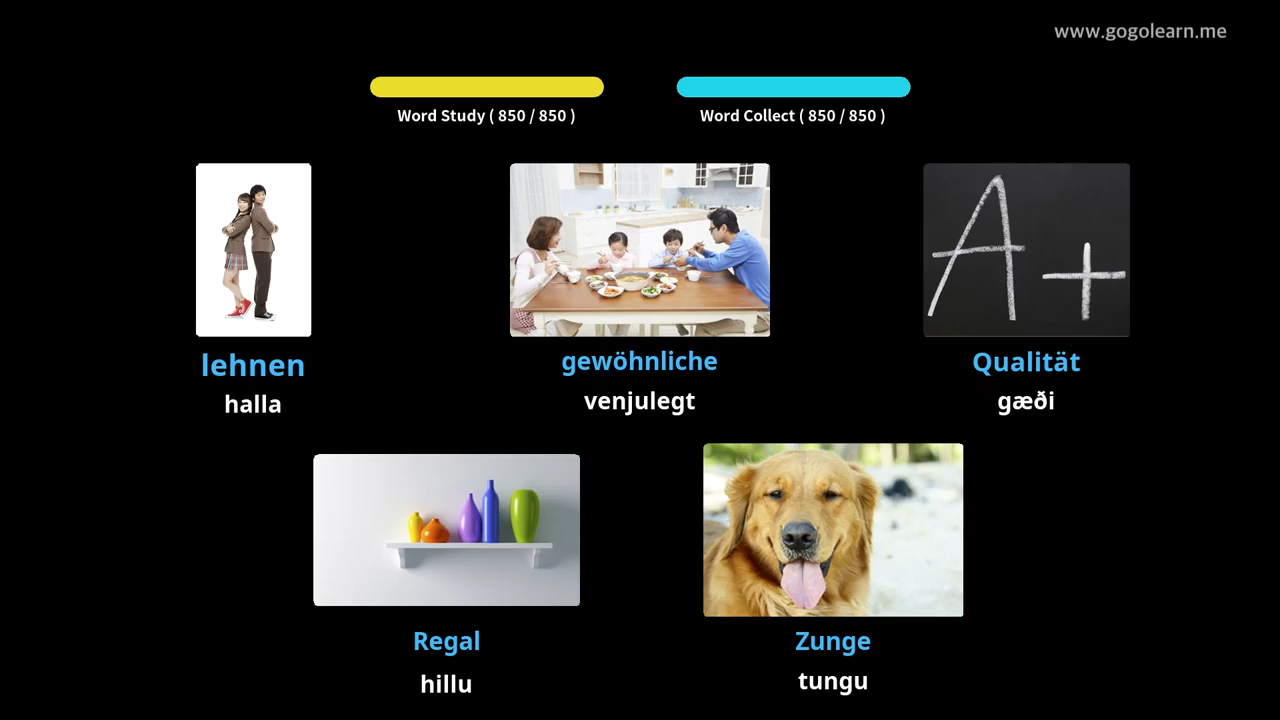 www.gogolearn.me
Word Study ( 850 / 850 )
Word Collect ( 850 / 850 )
A+
lehnen
halla
gewöhnliche
venjulegt
Qualität
gæði
Regal
hillu
Zunge
tungu